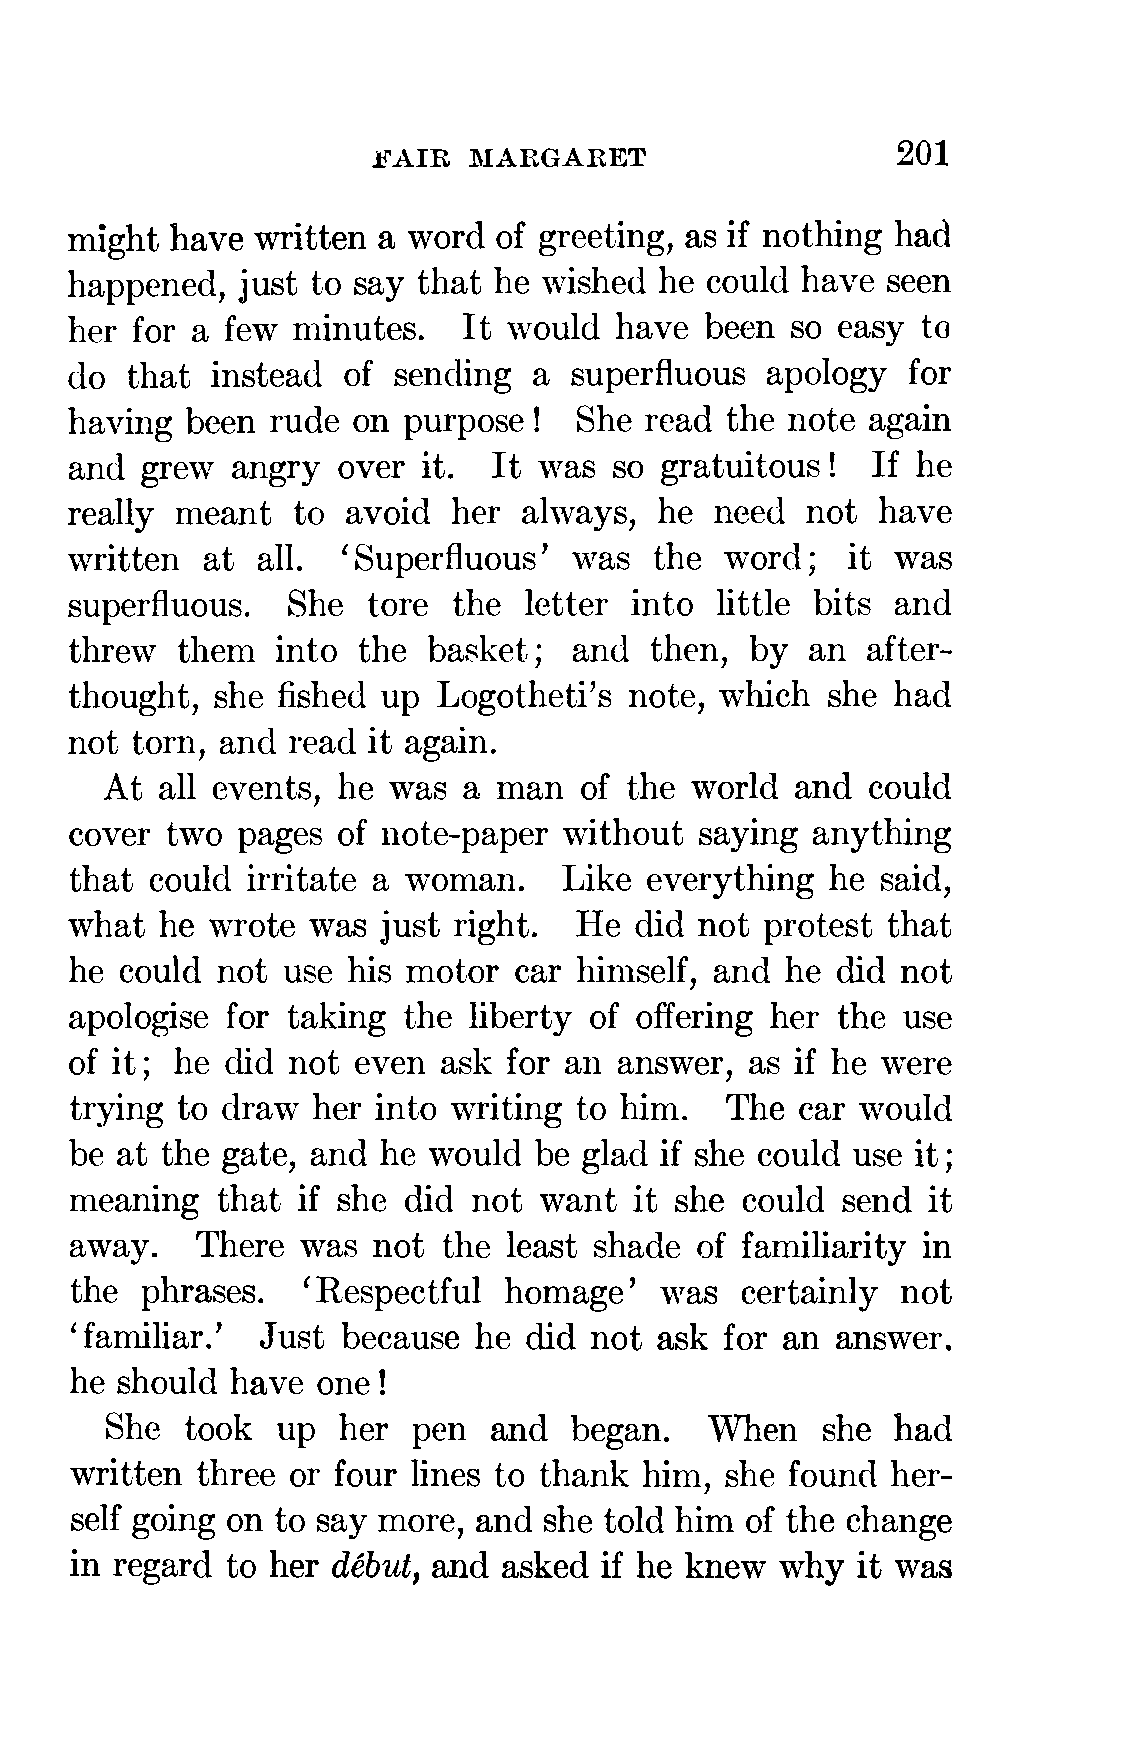 FAIR MARGARET 201
might have written a word of greeting, as if nothing had
happened, just to say that he wished he could have seen
her for a few minutes. It would have been so easy to
do that instead of sending a superfluous apology for
having been rude on purpose! She read the note again
and grew angry over it. It was so gratuitous! If he
really meant to avoid her always, he need not have
written at all. ‘Superfluous’ was the word; it was
superfluous. She tore the letter into little bits and
threw them into the basket; and then, by an after-
thought, she fished up Logotheti’s note, which she had
not torn, and read it again.
At all events, he was a man of the world and could
cover two pages of note-paper without saying anything
that could irritate a woman. Like everything he said,
what he wrote was just right. He did not protest that
he could not use his motor car himself, and he did not
apologise for taking the liberty of offering her the use
of it; he did not even ask for an answer, as if he were
trying to draw her into writing to him. The car would
be at the gate, and he would be glad if she could use it;
meaning that if she did not want it she could send it
away. There was not the least shade of familiarity in
the phrases. ‘Respectful homage’ was certainly not
‘familiar.’ Just because he did not ask for an answer.
he should have one!
She took up her pen and began. When she had
written three or four lines to thank him, she found her-
self going on to say more, and she told him of the change
in regard to her début, and asked if he knew why it was